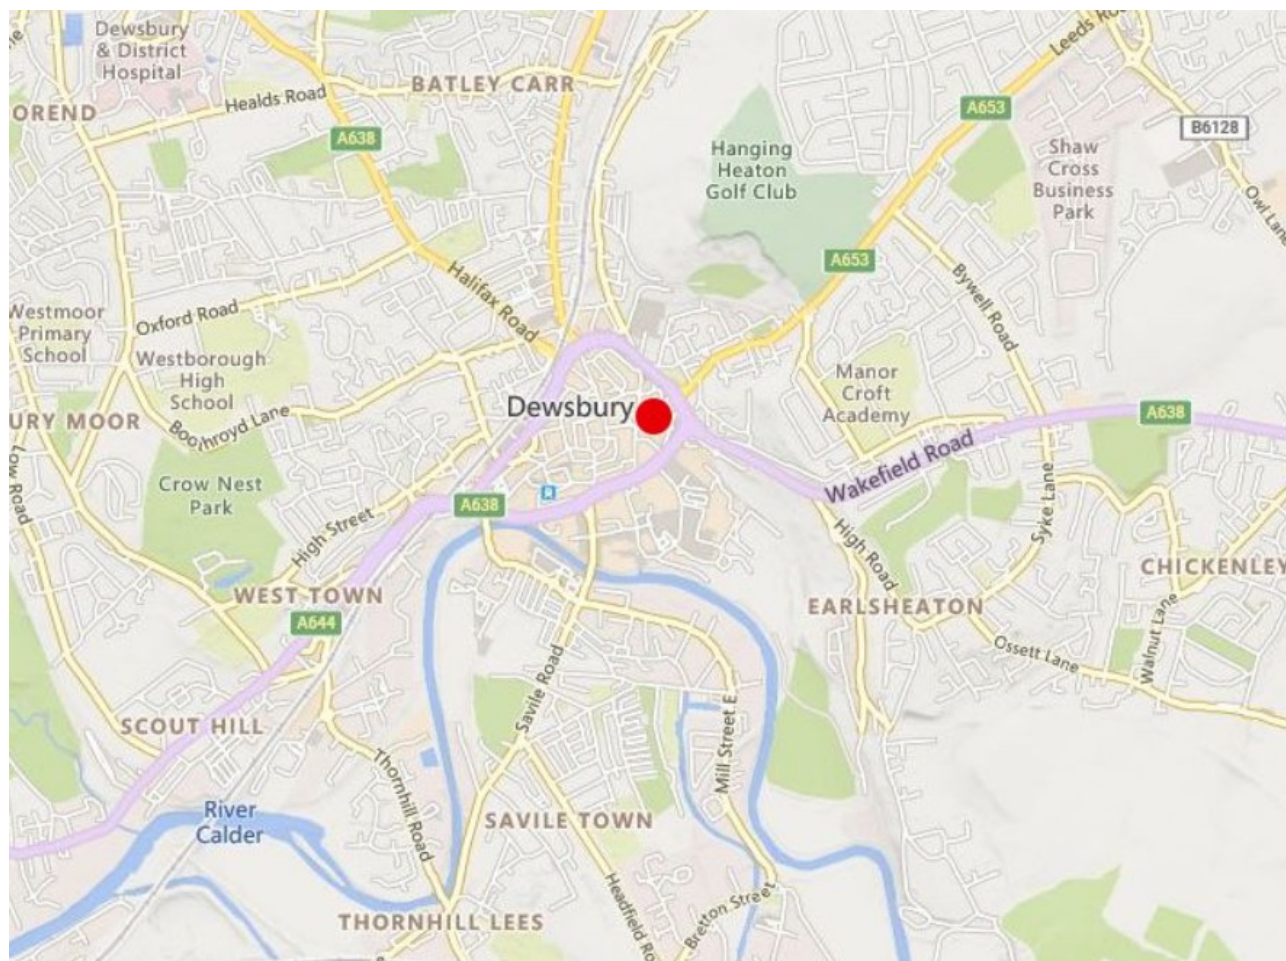 Dewsbury
& District
Hospital
Healds Road
OREND
BATLEY CARR
A638
Leeds Ro
A653
B6128
Hanging
Heaton
Golf Club
Shaw
Cross
Business
Park
Owl Lane
A653
Bywell Road
Halifax Road
Oxford Road
Westmoor
Primary
School
Westborough
High
School
Boothroyd Lane
Manor
Croft
Academy
Dewsbury
A638
URY MOOR
Low Road
Wakefield Road
Crow Nest
Park
A638
High Street
Syke Lane
High Road
CHICKENLEY
WEST TOWN
A644
EARLSHEATON
Walnut Lane
Ossett Lane
Savile Road
SCOUT HILL
Mill Street E
Thornhill Road
River
Calder
SAVILE TOWN
Headfield Ro
Bretton Street
THORNHILL LEES